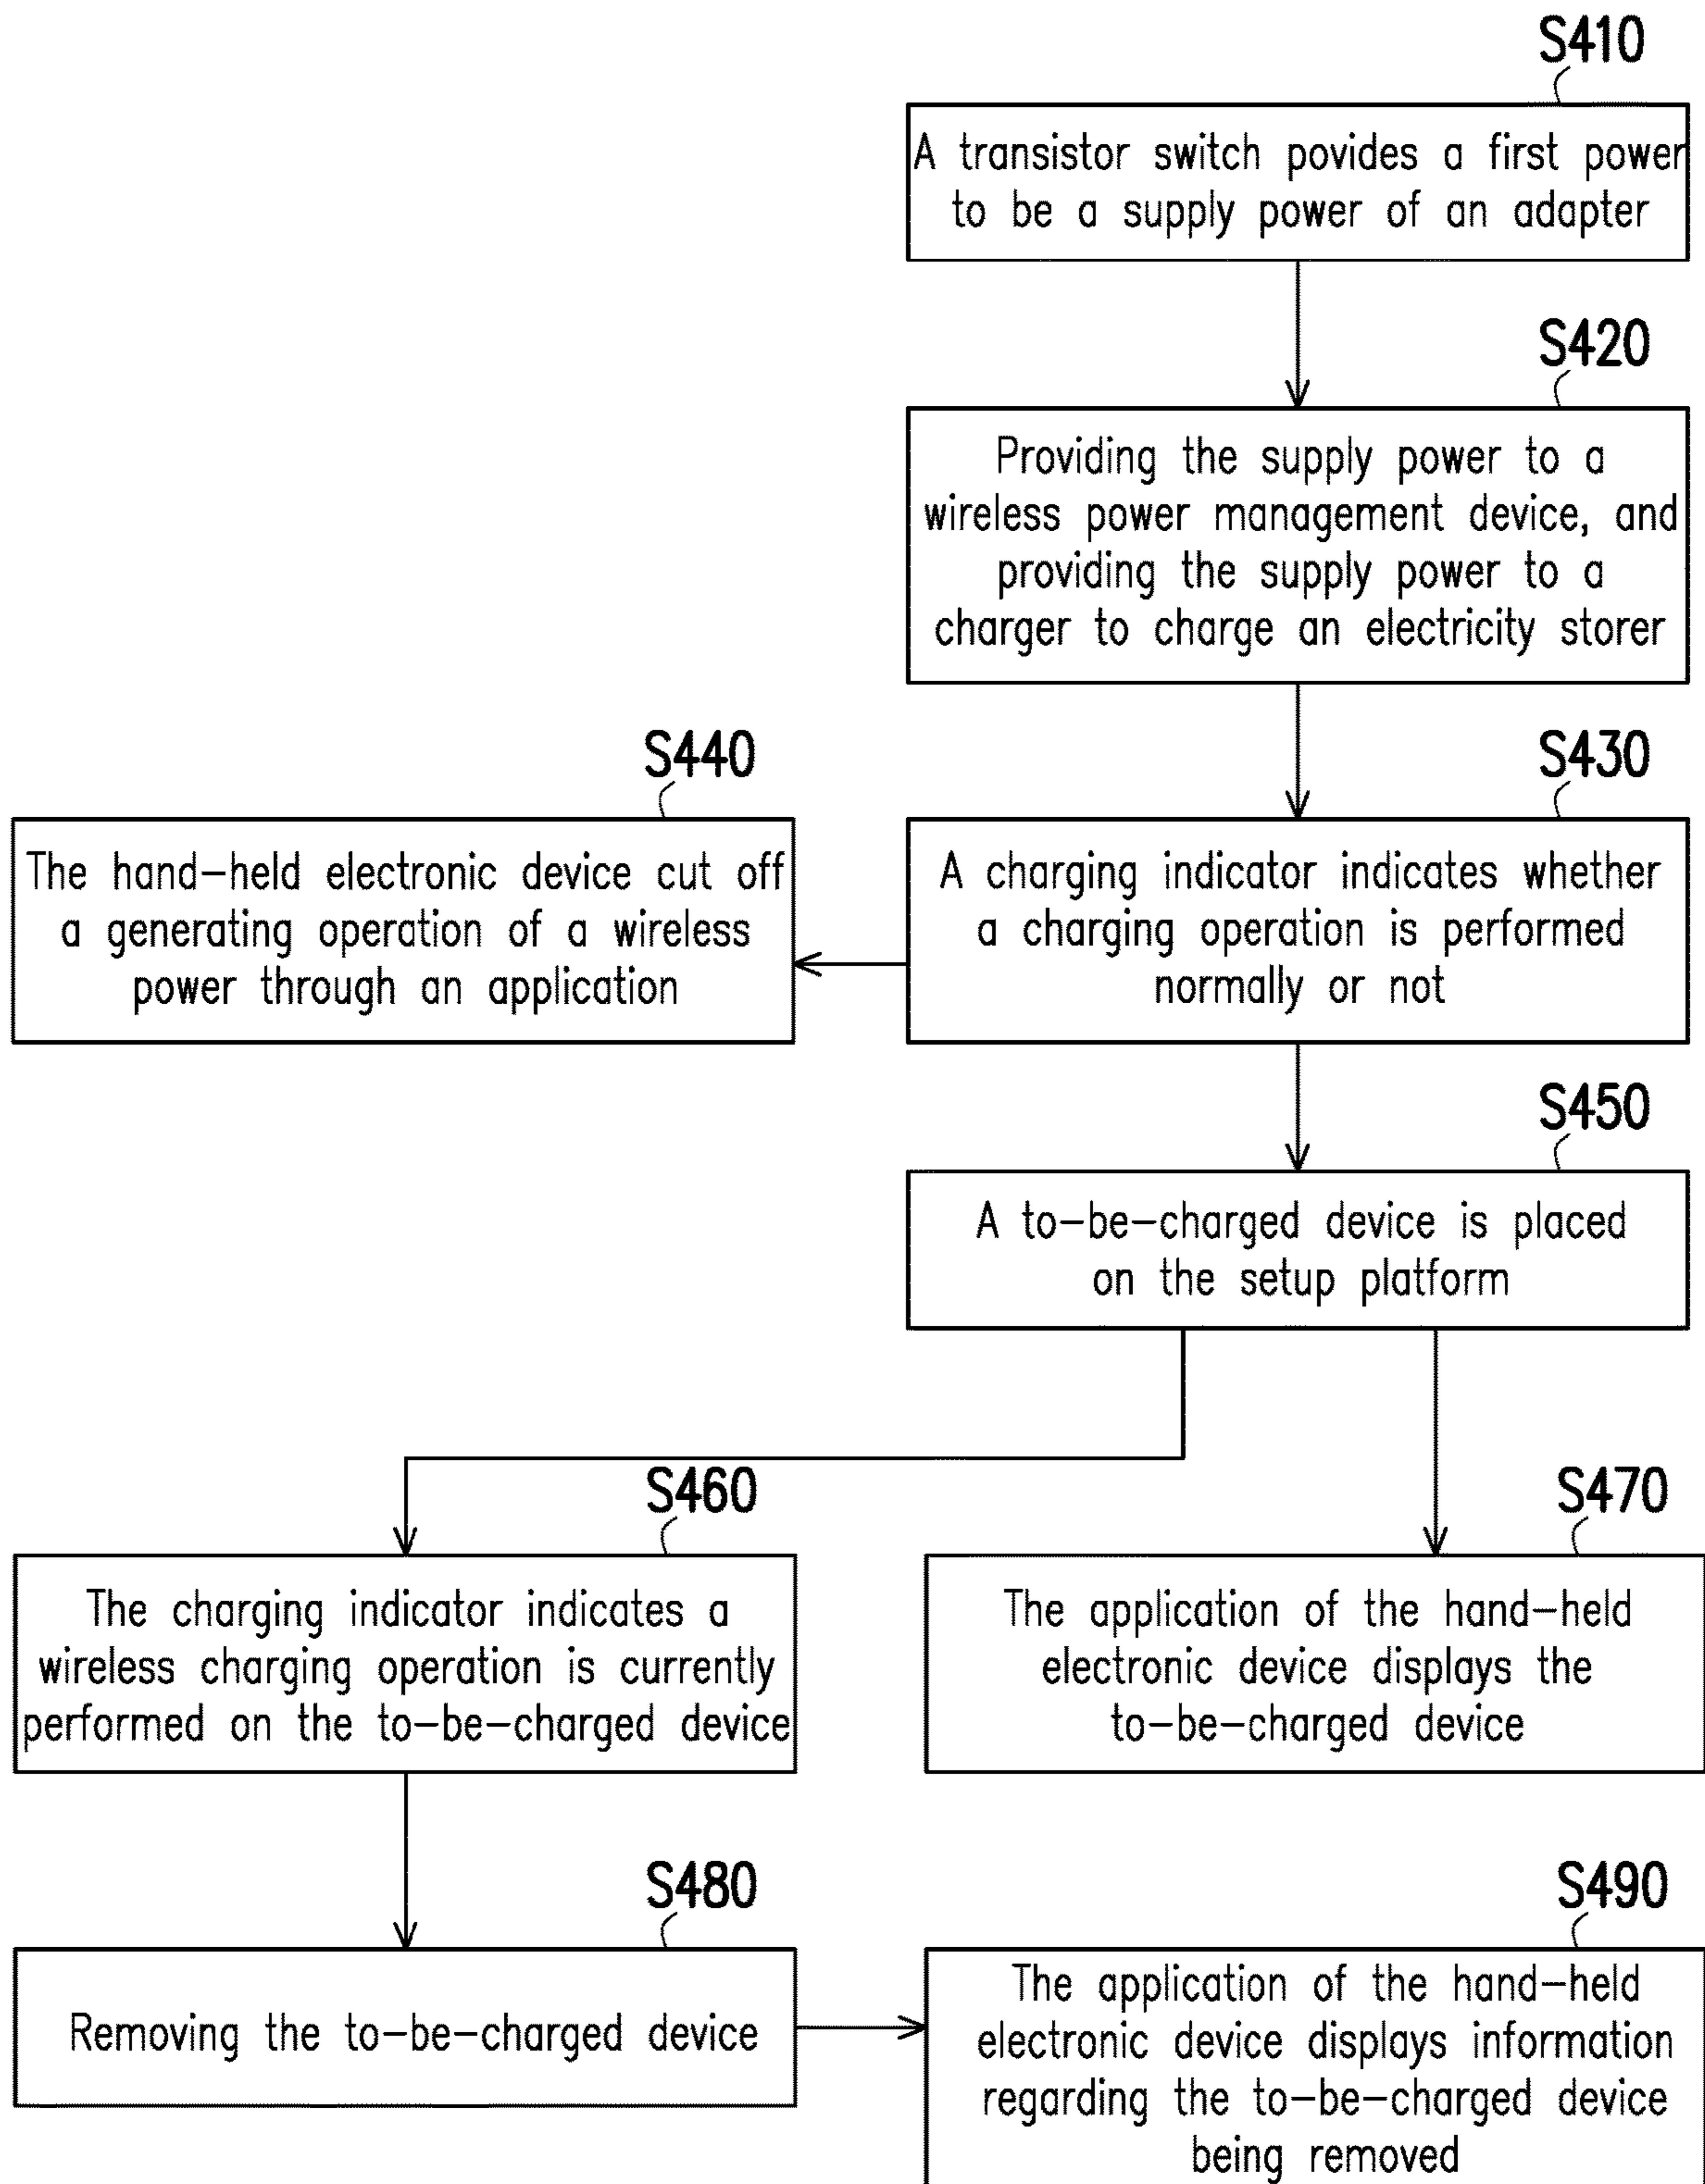 S410
A transistor switch povides a first power
to be a supply power of an adapter
S420
Providing the supply power to a
wireless power management device, and
providing the supply power to a
charger to charge an electricity storer
S440
The hand-held electronic device cut off
a generating operation of a wireless
power through an application
S430
A charging indicator indicates whether
a charging operation is performed
normally or not
S450
A to-be-charged device is placed
on the setup platform
S460
The charging indicator indicates a
wireless charging operation is currently
performed on the to-be-charged device
S470
The application of the hand-held
electronic device displays the
to-be-charged device
S480
Removing the to-be-charged device
S490
The application of the hand-held
electronic device displays information
regarding the to-be-charged device
being removed